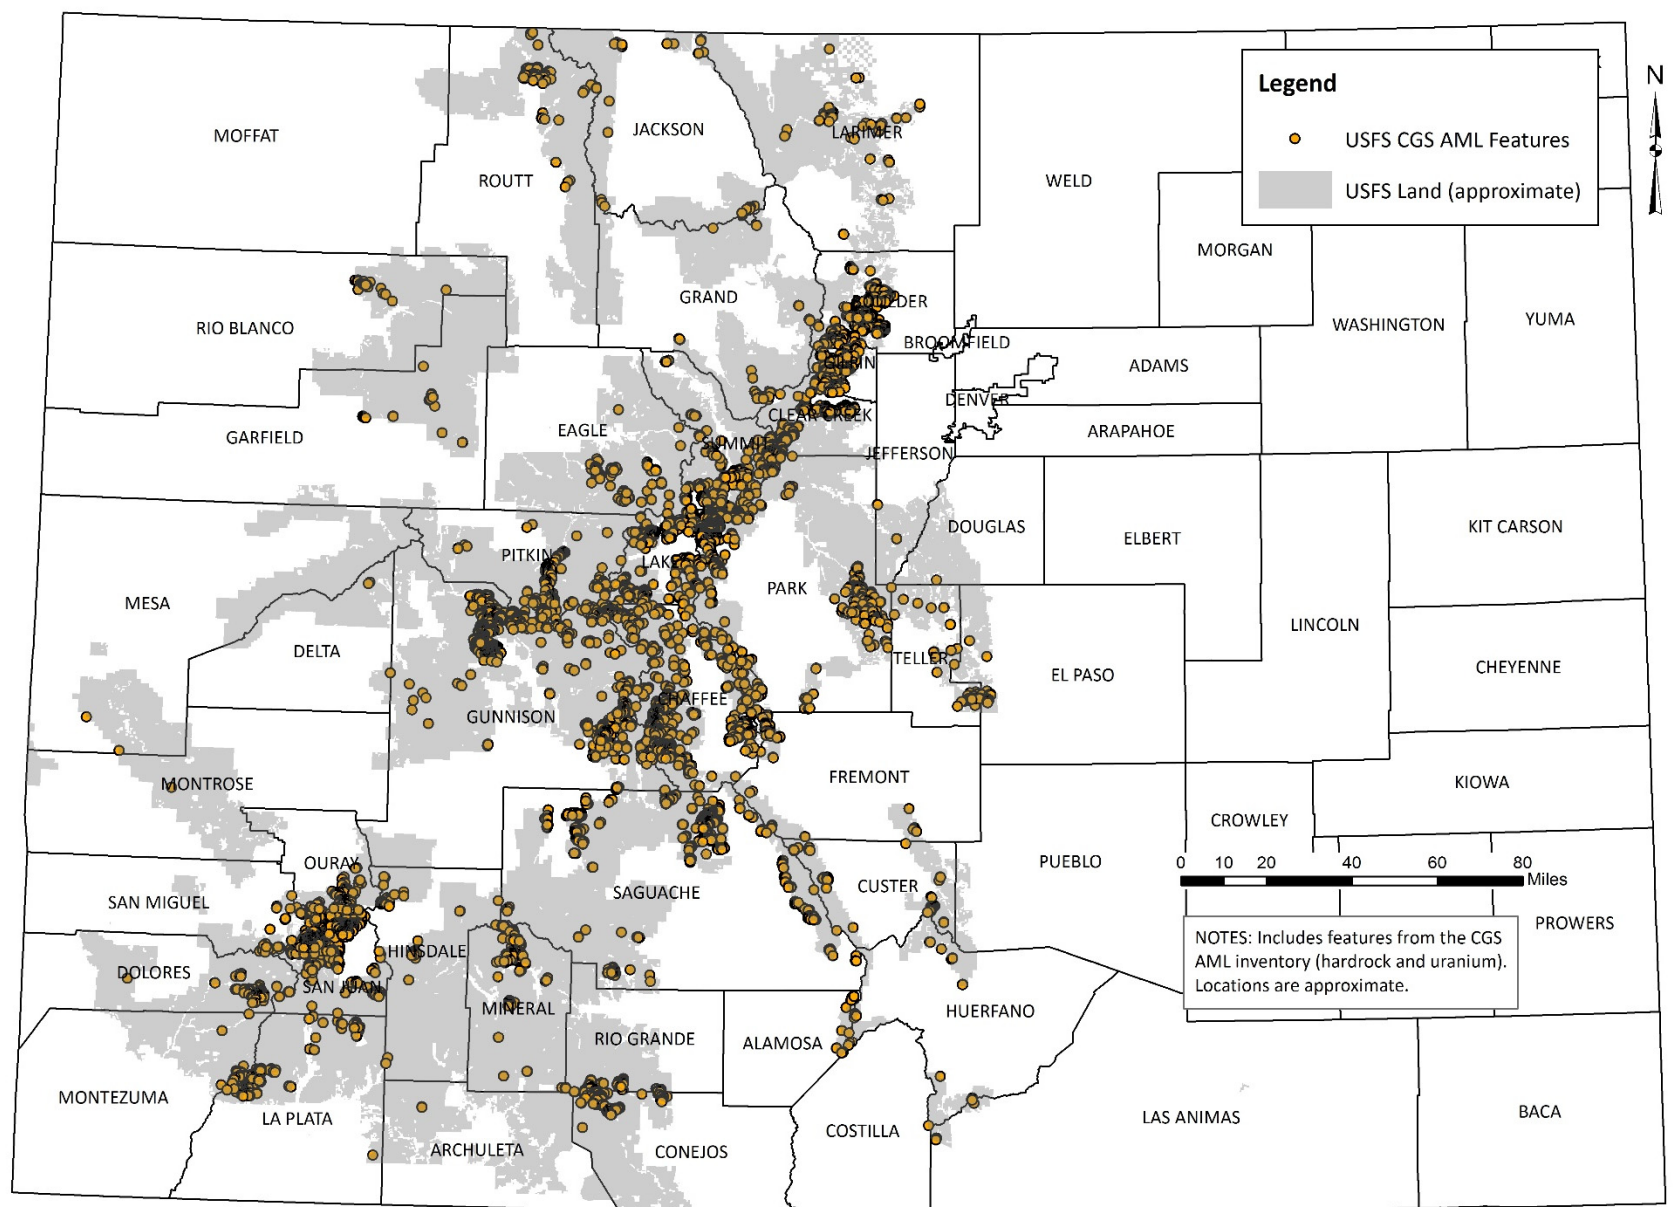 Legend
USFS CGS AML Features
USFS Land (approximate)
N
MOFFAT
JACKSON
LARIMER
ROUTT
WELD
MORGAN
GRAND
BOULDER
RIO BLANCO
WASHINGTON
YUMA
BROOMFIELD
GILPIN
ADAMS
DENVER
CLEAR CREEK
EAGLE
GARFIELD
SUMMIT
ARAPAHOE
JEFFERSON
DOUGLAS
KIT CARSON
ELBERT
PITKIN
LAKE
PARK
MESA
LINCOLN
DELTA
TELLER
CHEYENNE
EL PASO
CHAFFEE
GUNNISON
MONTROSE
FREMONT
KIOWA
CROWLEY
OURAY
PUEBLO
0 10 20 40 60 80
Miles
SAGUACHE
CUSTER
SAN MIGUEL
PROWERS
NOTES: Includes features from the CGS
AML inventory (hardrock and uranium).
Locations are approximate.
HINSDALE
DOLORES
SAN JUAN
MINERAL
HUERFANO
RIO GRANDE
ALAMOSA
MONTEZUMA
LA PLATA
LAS ANIMAS
BACA
COSTILLA
ARCHULETA
CONEJOS